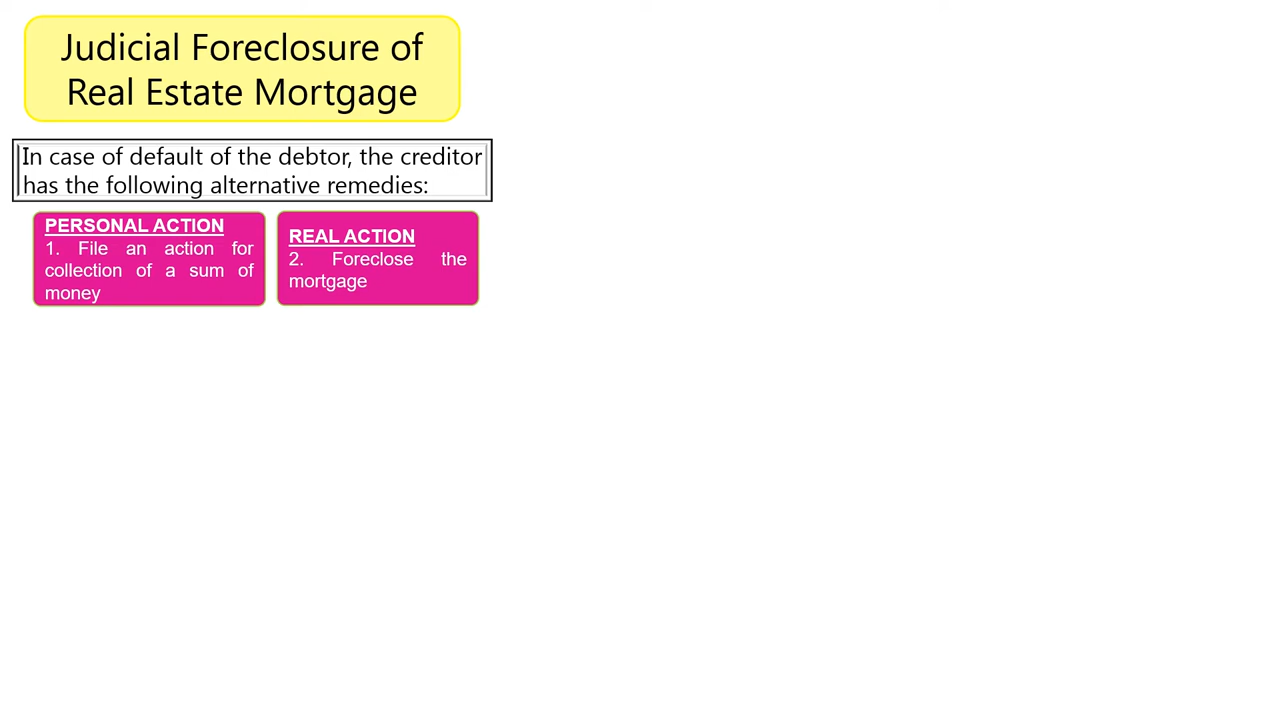 Judicial Foreclosure of
Real Estate Mortgage
In case of default of the debtor, the creditor
has the following alternative remedies:
PERSONAL ACTION
1. File an action for
collection of a sum of
money
REAL ACTION
2. Foreclose the
mortgage